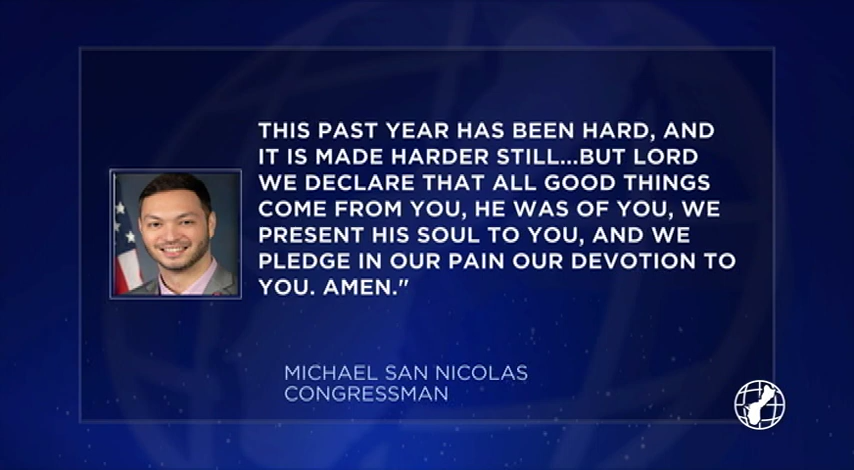 THIS PAST YEAR HAS BEEN HARD, AND
IT IS MADE HARDER STILL...BUT LORD
WE DECLARE THAT ALL GOOD THINGS
COME FROM YOU, HE WAS OF YOU, WE
PRESENT HIS SOUL TO YOU, AND WE
PLEDGE IN OUR PAIN OUR DEVOTION TO
YOU. AMEN."
MICHAEL SAN NICOLAS
CONGRESSMAN